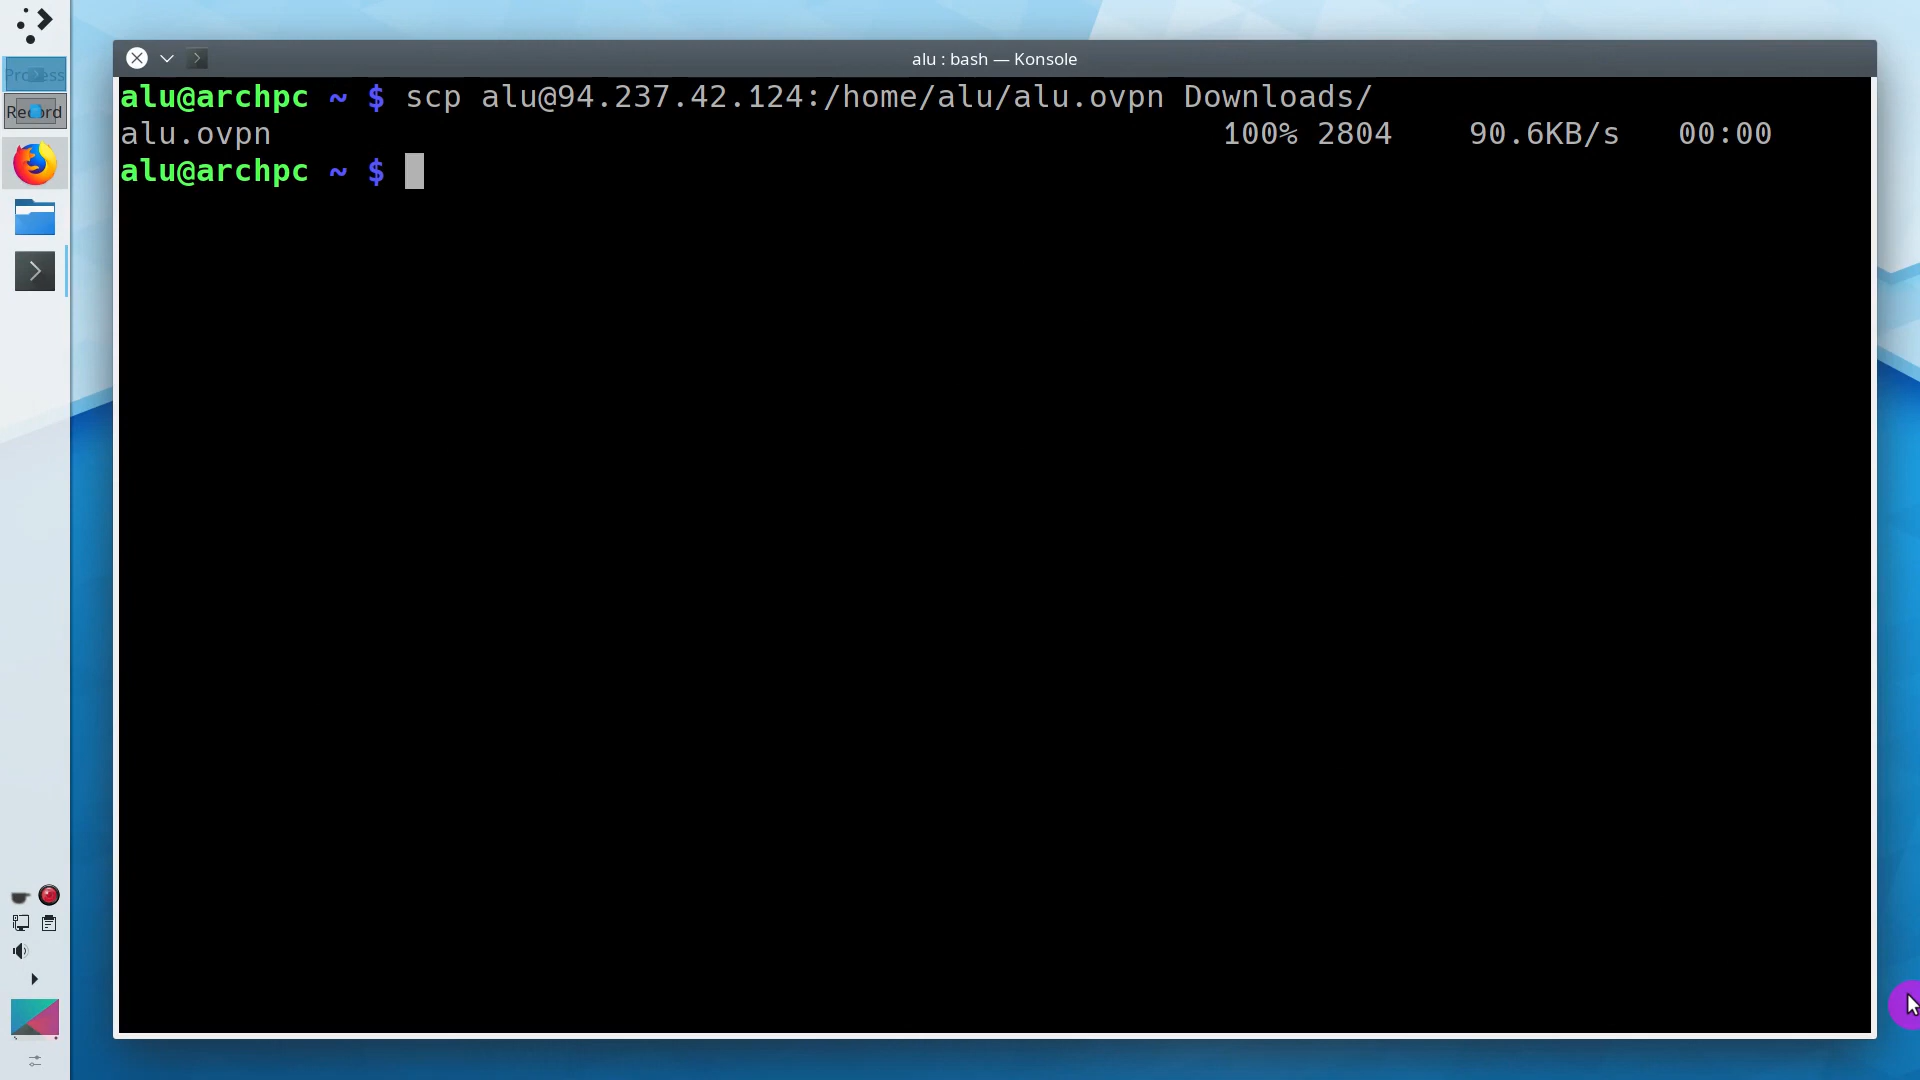 alu : bash — Konsole
Process
Record
alu@archpc ~ $ scp alu@94.237.42.124:/home/alu/alu.ovpn Downloads/
alu.ovpn 100% 2804 90.6KB/s 00:00
alu@archpc ~ $